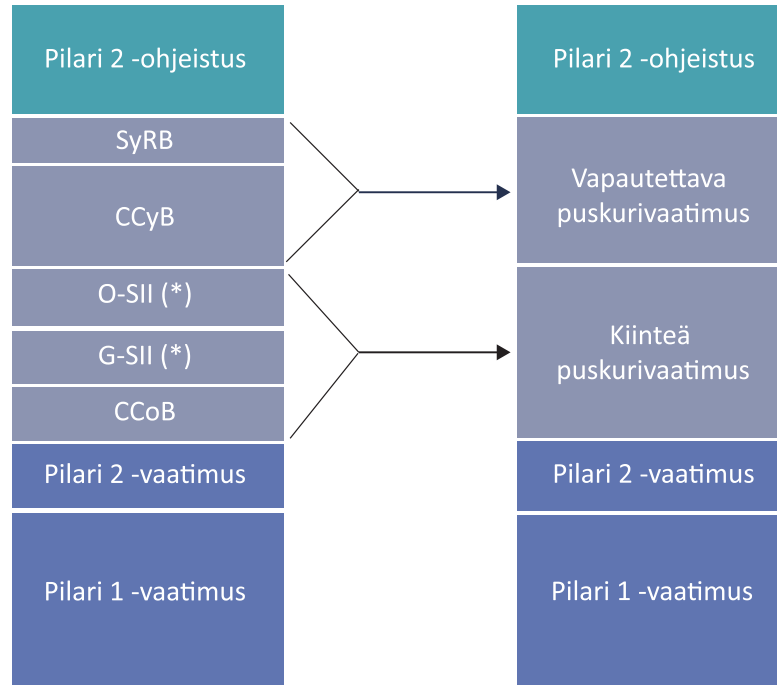 Pilari 2 -ohjeistus
SyRB
CCyB
O-SII (*)
G-SII (*)
CCoB
Pilari 2 -vaatimus
Pilari 1 -vaatimus
Pilari 2 -ohjeistus
Vapautettava
puskurivaatimus
Kiinteä
puskurivaatimus
Pilari 2 -vaatimus
Pilari 1 -vaatimus